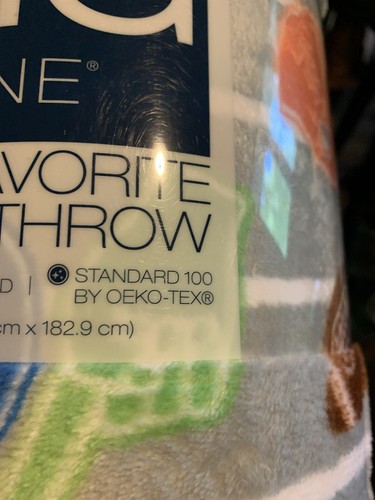 NE®
AVORITE
THROW
D | STANDARD 100
BY OEKO-TEX®
cm x 182.9 cm)